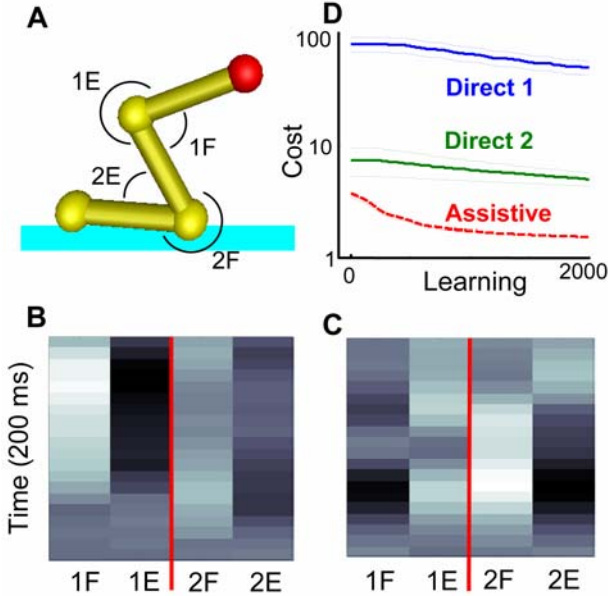 A
1E
1F
2E
2F
D
100
10
1
Cost
Direct 1
Direct 2
Assistive
0
Learning
2000
B
Time (200 ms)
1F 1E 2F 2E
C
1F 1E 2F 2E